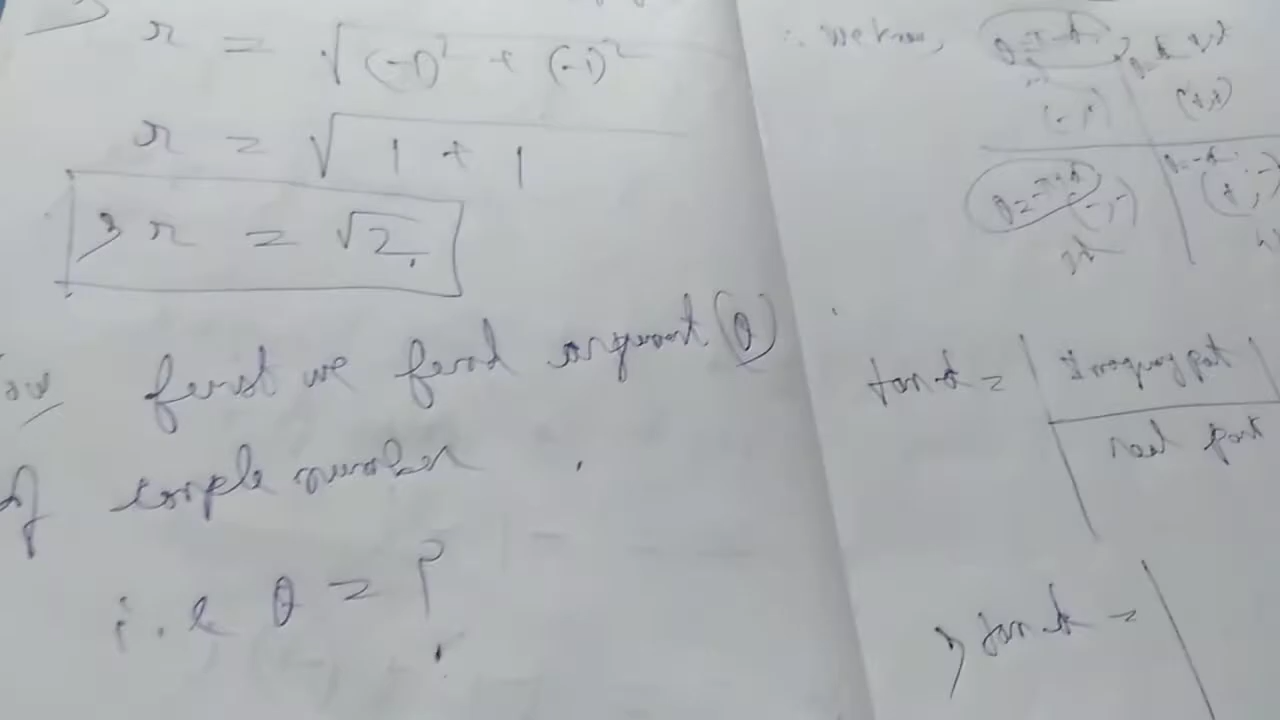 r = √(-1)² + (-1)²
r = √1 + 1
⇒ r = √2.
first we find argument (θ)
of comple number.
i.e θ = ?
∴ we know,
θ=π-α
(-,+)
(+,+)
θ=-π+α (-,-)
tan α = | Imaginary part
real part
⇒ tan α = |